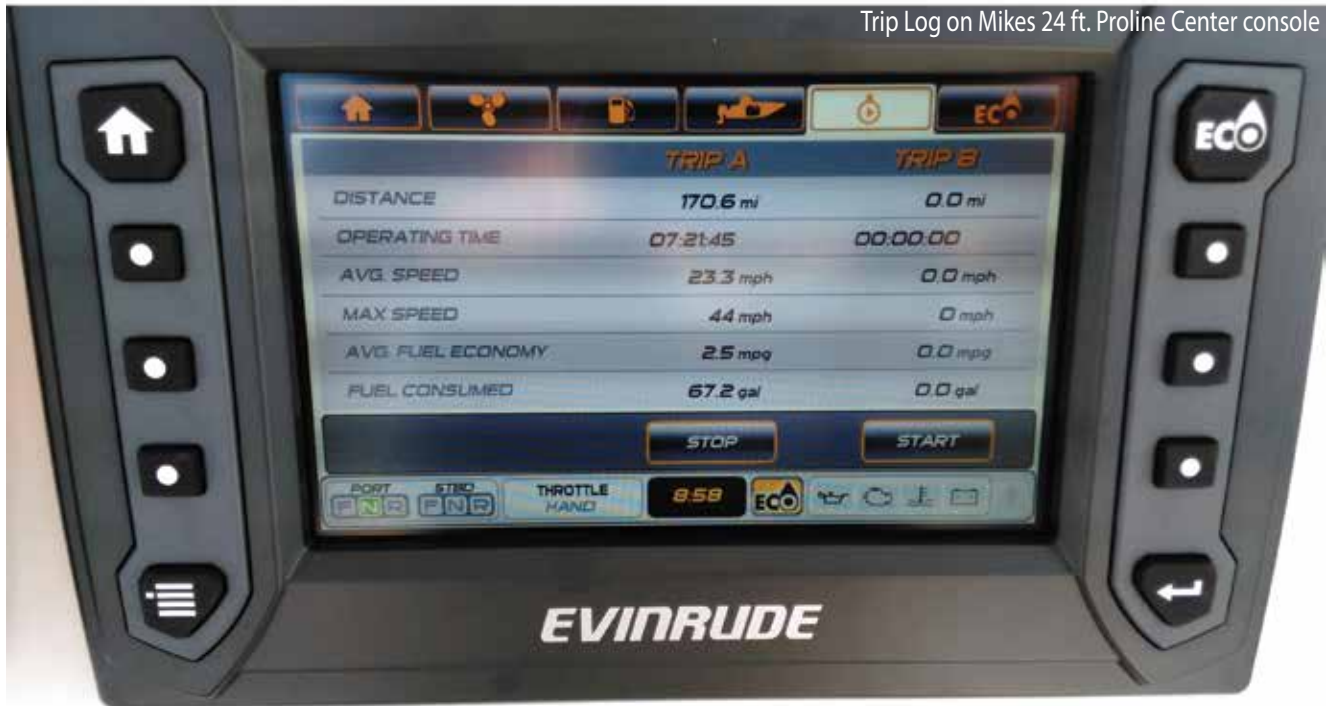 Trip Log on Mikes 24 ft. Proline Center console
ECO
ECO
TRIP A TRIP B
DISTANCE 170.6 mi 0.0 mi
OPERATING TIME 07:21:45 00:00:00
AVG. SPEED 23.3 mph 0.0 mph
MAX SPEED 44 mph 0 mph
AVG. FUEL ECONOMY 2.5 mpg 0.0 mpg
FUEL CONSUMED 67.2 gal 0.0 gal
STOP START
PORT STBD THROTTLE 8:58 ECO
F N R F N R HAND
EVINRUDE